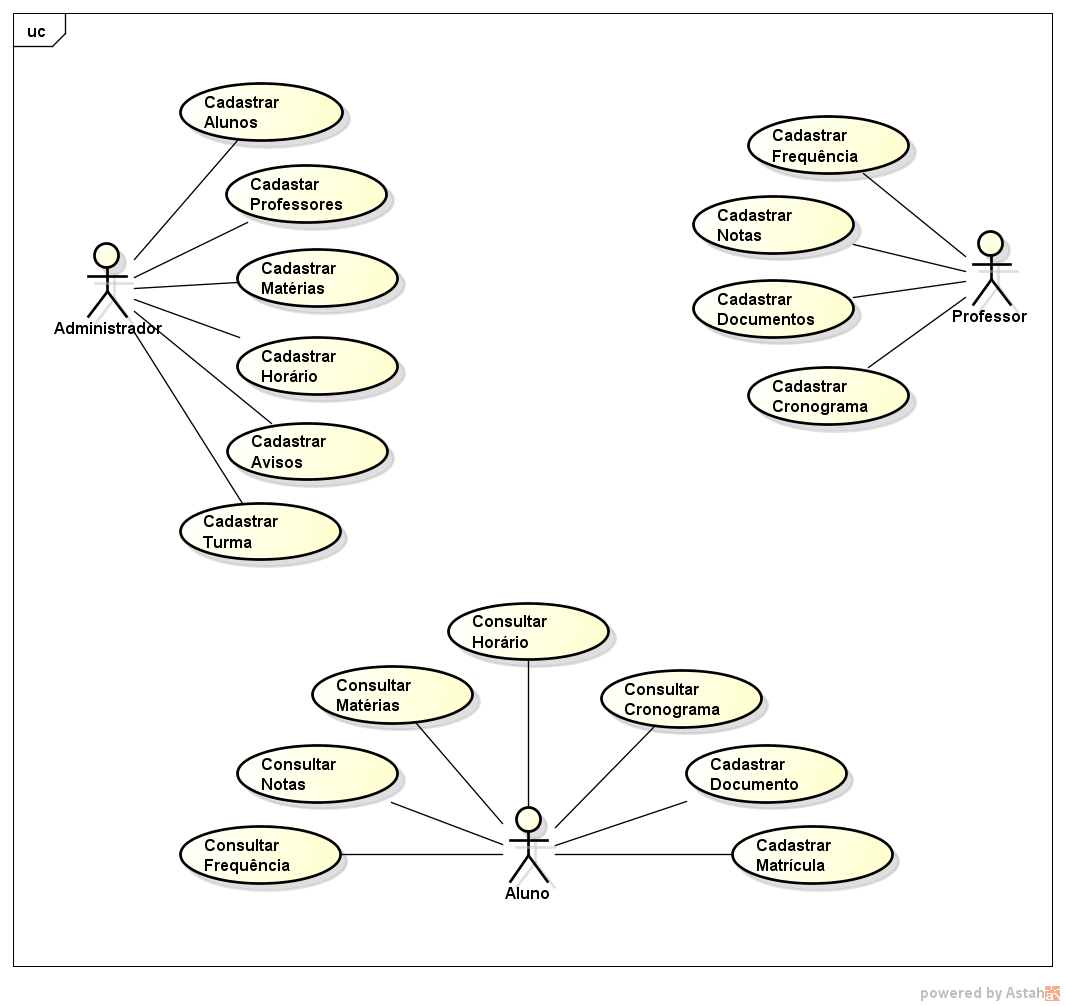 uc
Cadastrar
Alunos
Cadastar
Professores
Cadastrar
Matérias
Cadastrar
Horário
Cadastrar
Avisos
Cadastrar
Turma
Administrador
Cadastrar
Frequência
Cadastrar
Notas
Cadastrar
Documentos
Cadastrar
Cronograma
Professor
Consultar
Horário
Consultar
Matérias
Consultar
Cronograma
Consultar
Notas
Cadastrar
Documento
Consultar
Frequência
Cadastrar
Matrícula
Aluno
powered by Astah